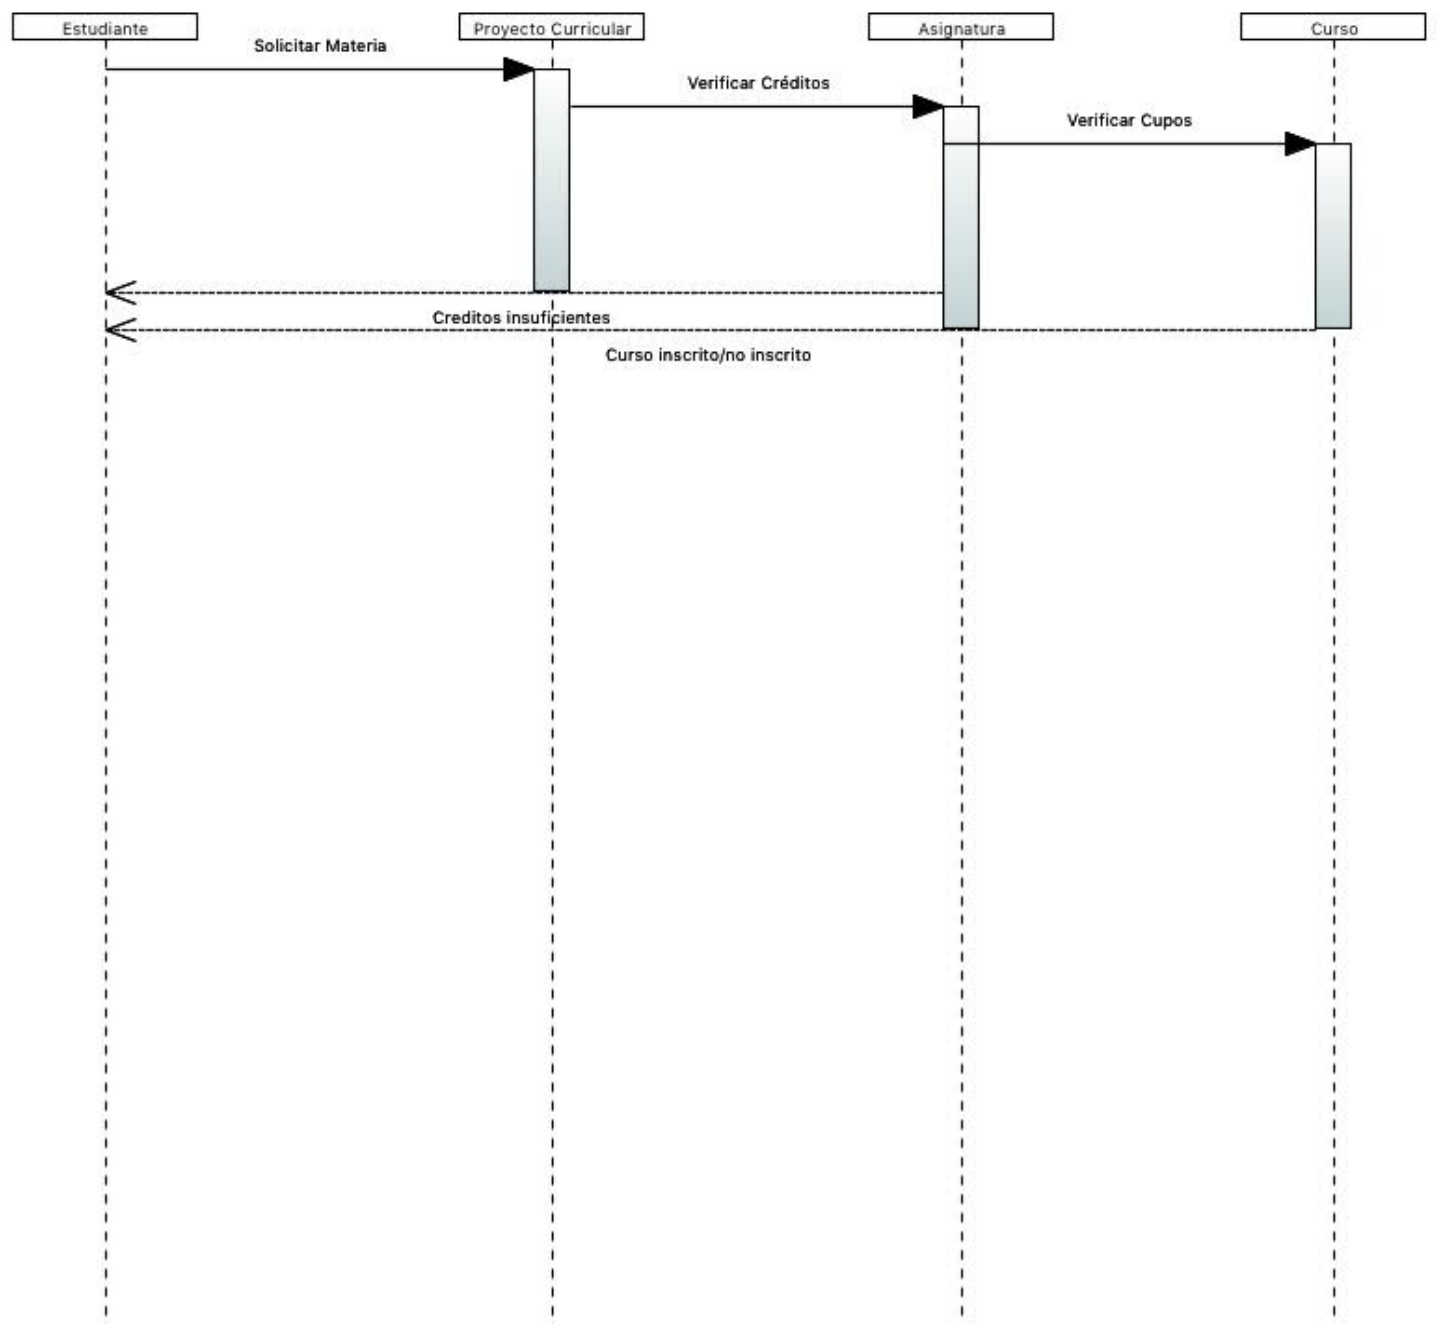 Estudiante
Proyecto Curricular
Asignatura
Curso
Solicitar Materia
Verificar Créditos
Verificar Cupos
Creditos insuficientes
Curso inscrito/no inscrito